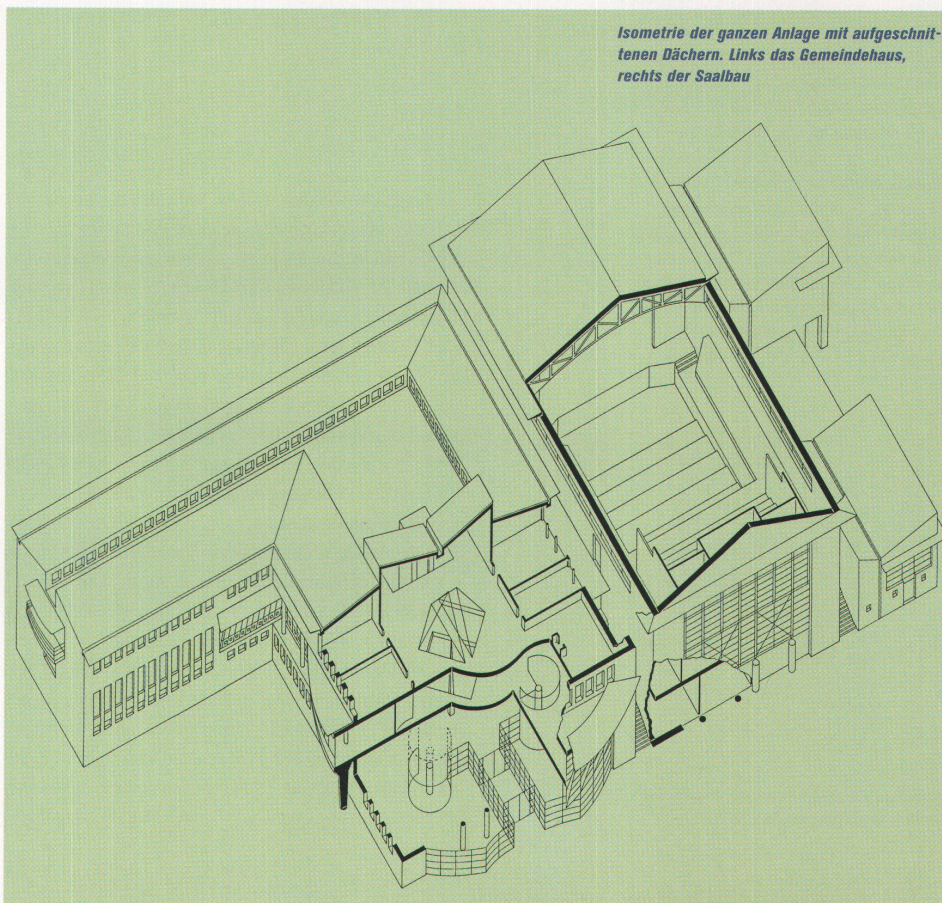 Isometrie der ganzen Anlage mit aufgeschnit-
tenen Dächern. Links das Gemeindehaus,
rechts der Saalbau